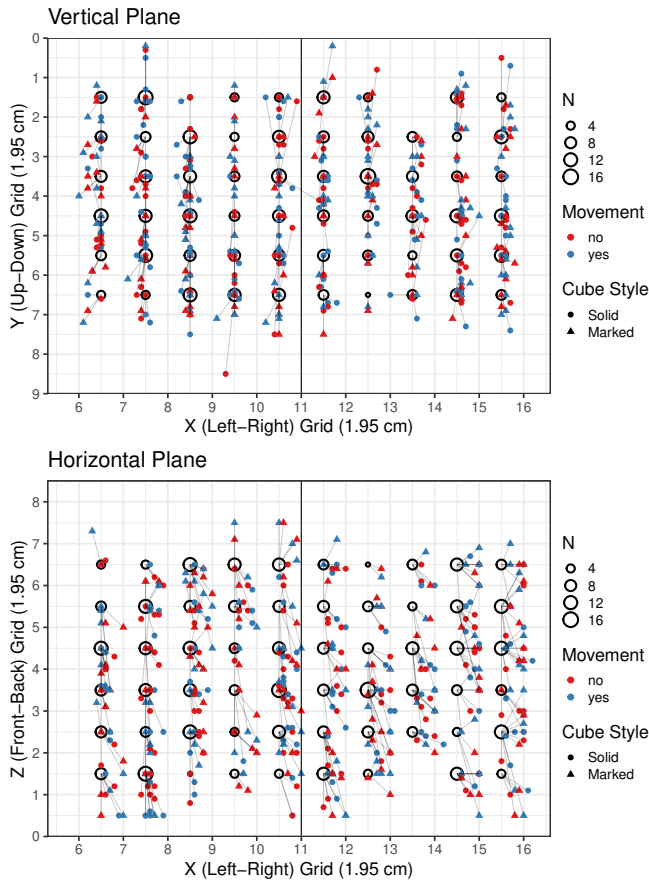 Vertical Plane
0
1
2
3
4
5
6
7
8
9
Y (Up−Down) Grid (1.95 cm)
6 7 8 9 10 11 12 13 14 15 16
X (Left−Right) Grid (1.95 cm)
N
4
8
12
16
Movement
no
yes
Cube Style
Solid
Marked
Horizontal Plane
8
7
6
5
4
3
2
1
0
Z (Front−Back) Grid (1.95 cm)
6 7 8 9 10 11 12 13 14 15 16
X (Left−Right) Grid (1.95 cm)
N
4
8
12
16
Movement
no
yes
Cube Style
Solid
Marked